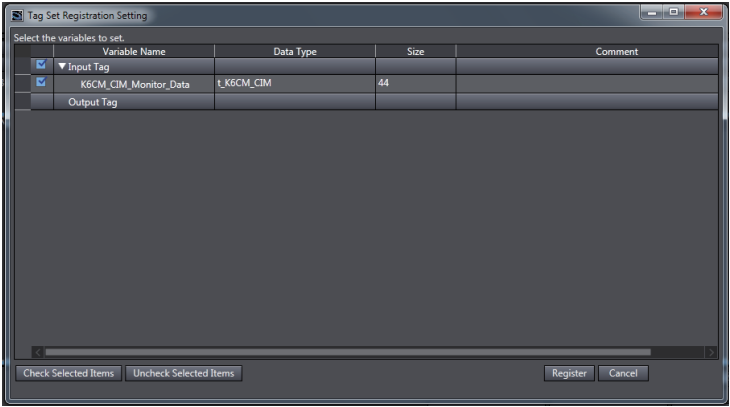 Tag Set Registration Setting
Select the variables to set.
Variable Name Data Type Size Comment
▼Input Tag
K6CM_CIM_Monitor_Data t_K6CM_CIM 44
Output Tag
Check Selected Items Uncheck Selected Items Register Cancel